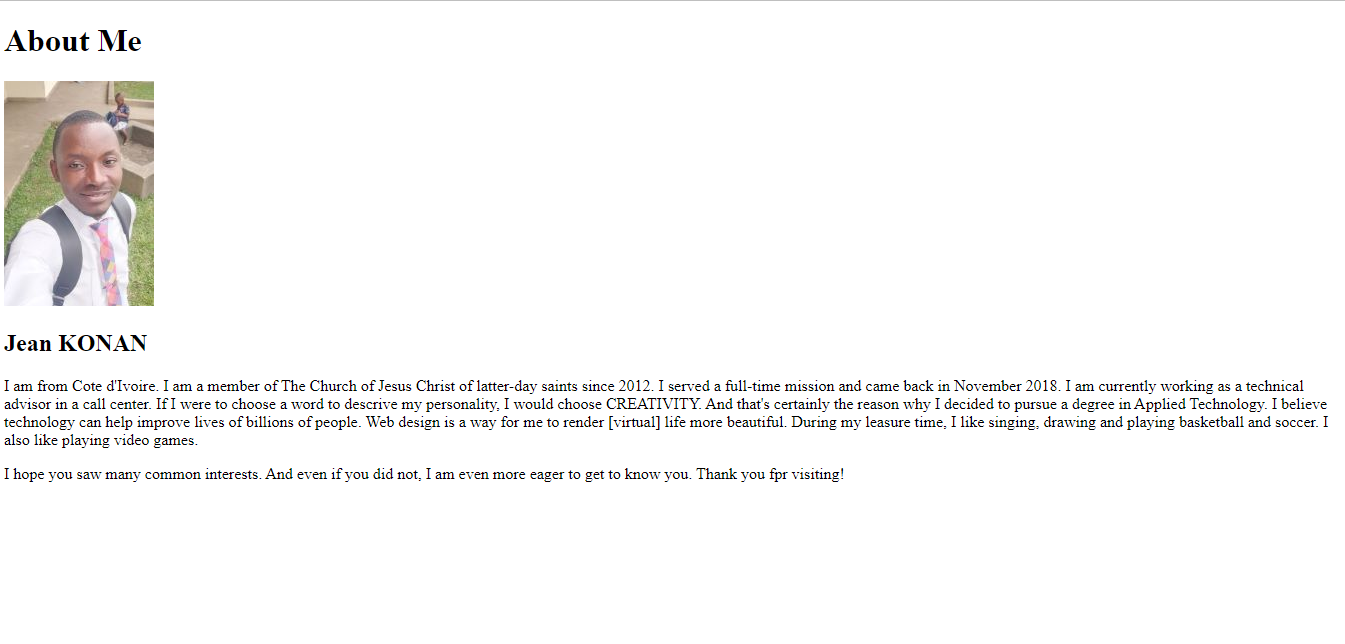 About Me
Jean KONAN
I am from Cote d'Ivoire. I am a member of The Church of Jesus Christ of latter-day saints since 2012. I served a full-time mission and came back in November 2018. I am currently working as a technical
advisor in a call center. If I were to choose a word to descrive my personality, I would choose CREATIVITY. And that's certainly the reason why I decided to pursue a degree in Applied Technology. I believe
technology can help improve lives of billions of people. Web design is a way for me to render [virtual] life more beautiful. During my leasure time, I like singing, drawing and playing basketball and soccer. I
also like playing video games.
I hope you saw many common interests. And even if you did not, I am even more eager to get to know you. Thank you fpr visiting!